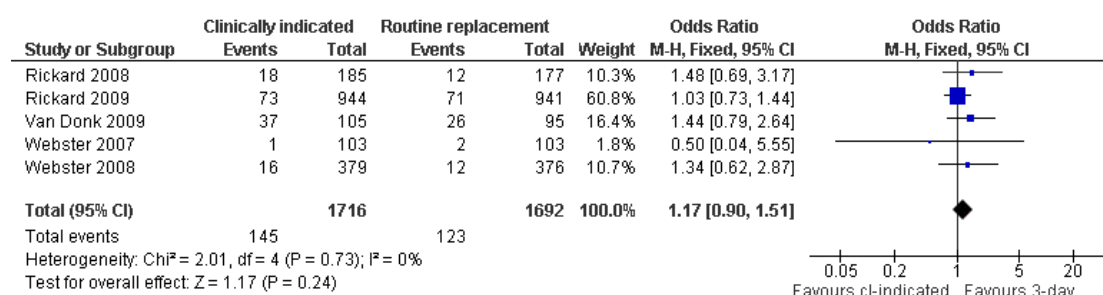 Clinically indicated Routine replacement Odds Ratio Odds Ratio
Study or Subgroup Events Total Events Total Weight M-H, Fixed, 95% CI M-H, Fixed, 95% CI
Rickard 2008 18 185 12 177 10.3% 1.48 [0.69, 3.17]
Rickard 2009 73 944 71 941 60.8% 1.03 [0.73, 1.44]
Van Donk 2009 37 105 26 95 16.4% 1.44 [0.79, 2.64]
Webster 2007 1 103 2 103 1.8% 0.50 [0.04, 5.55]
Webster 2008 16 379 12 376 10.7% 1.34 [0.62, 2.87]
Total (95% CI) 1716 1692 100.0% 1.17 [0.90, 1.51]
Total events 145 123
Heterogeneity: Chi² = 2.01, df = 4 (P = 0.73); I² = 0%
Test for overall effect: Z = 1.17 (P = 0.24)
0.05 0.2 1 5 20
Favours cl-indicated Favours 3-day